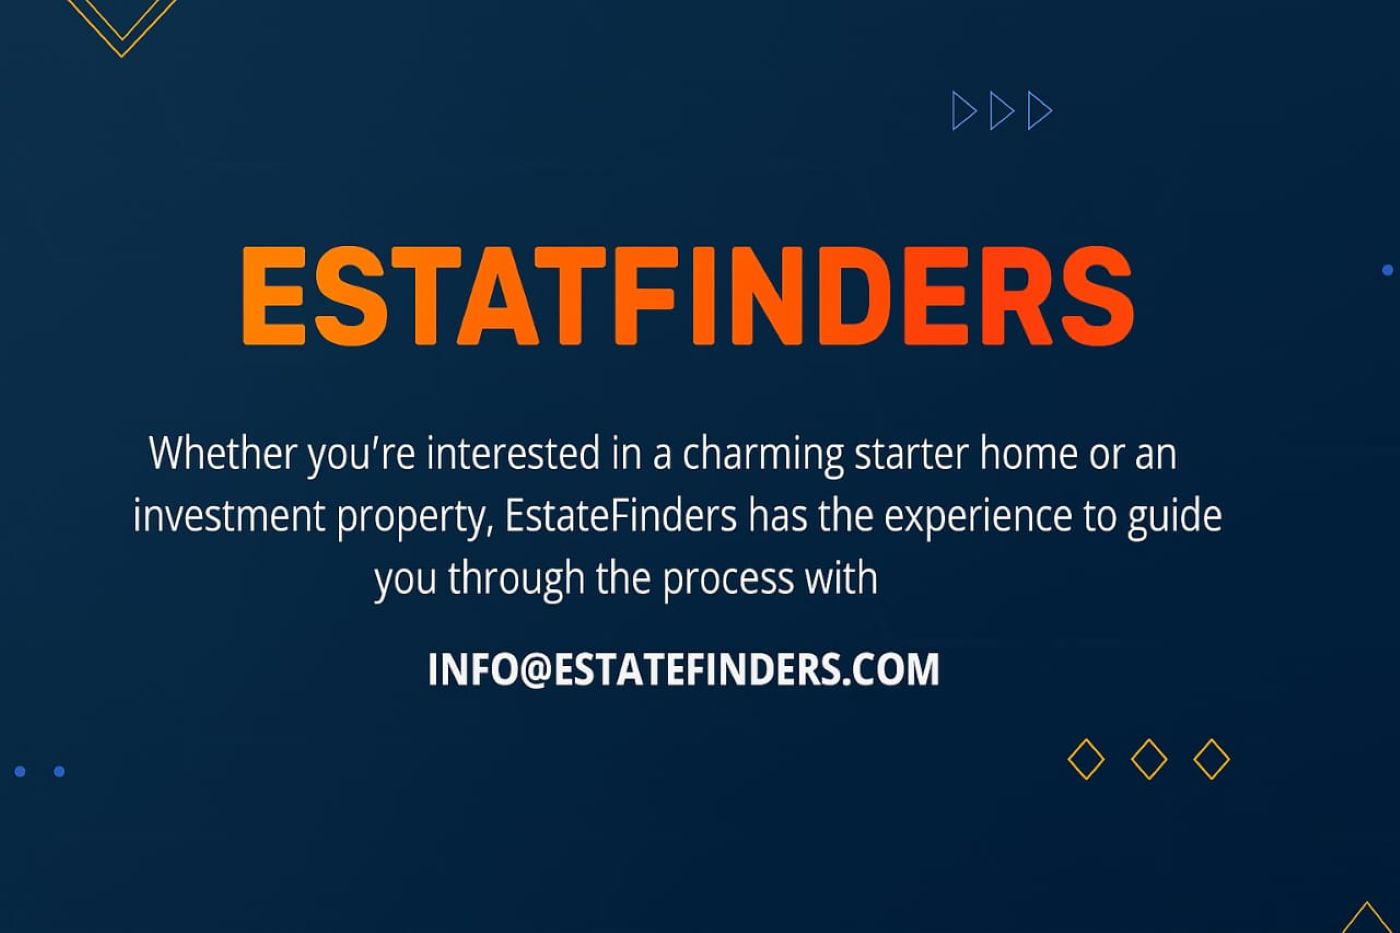 ESTATFINDERS
Whether you’re interested in a charming starter home or an
investment property, EstateFinders has the experience to guide
you through the process with
INFO@ESTATEFINDERS.COM